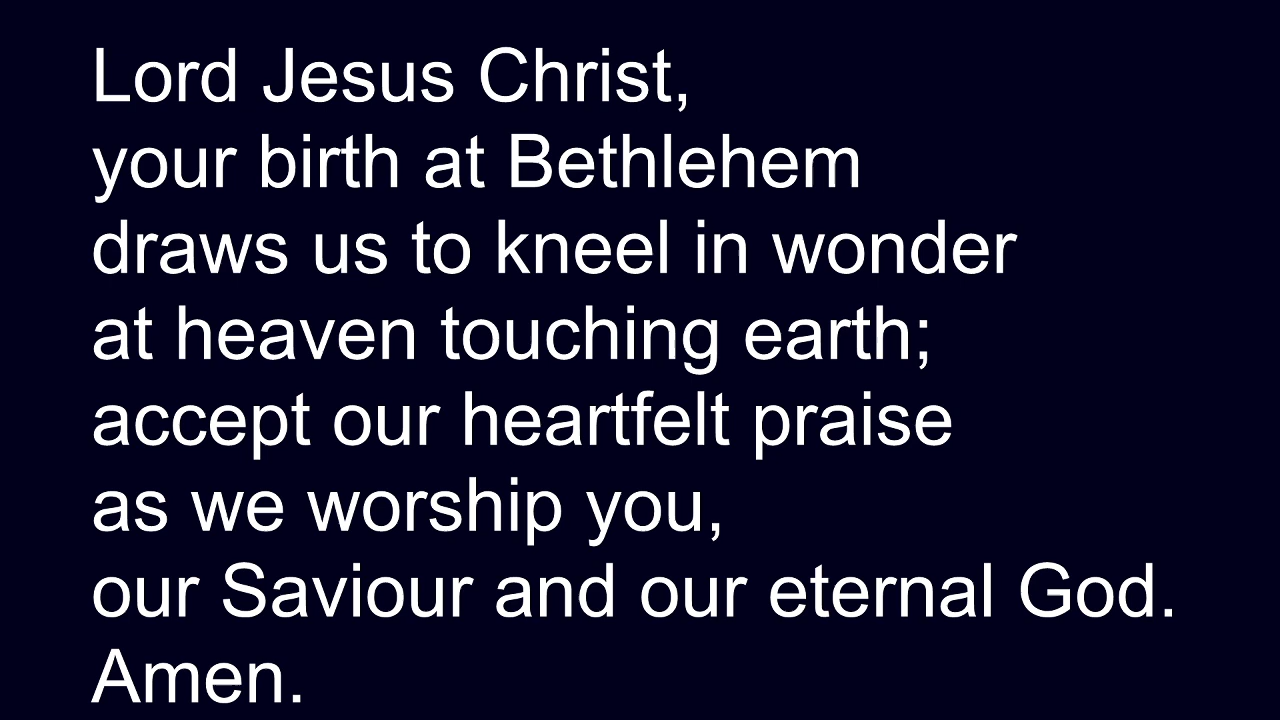 Lord Jesus Christ,
your birth at Bethlehem
draws us to kneel in wonder
at heaven touching earth;
accept our heartfelt praise
as we worship you,
our Saviour and our eternal God.
Amen.